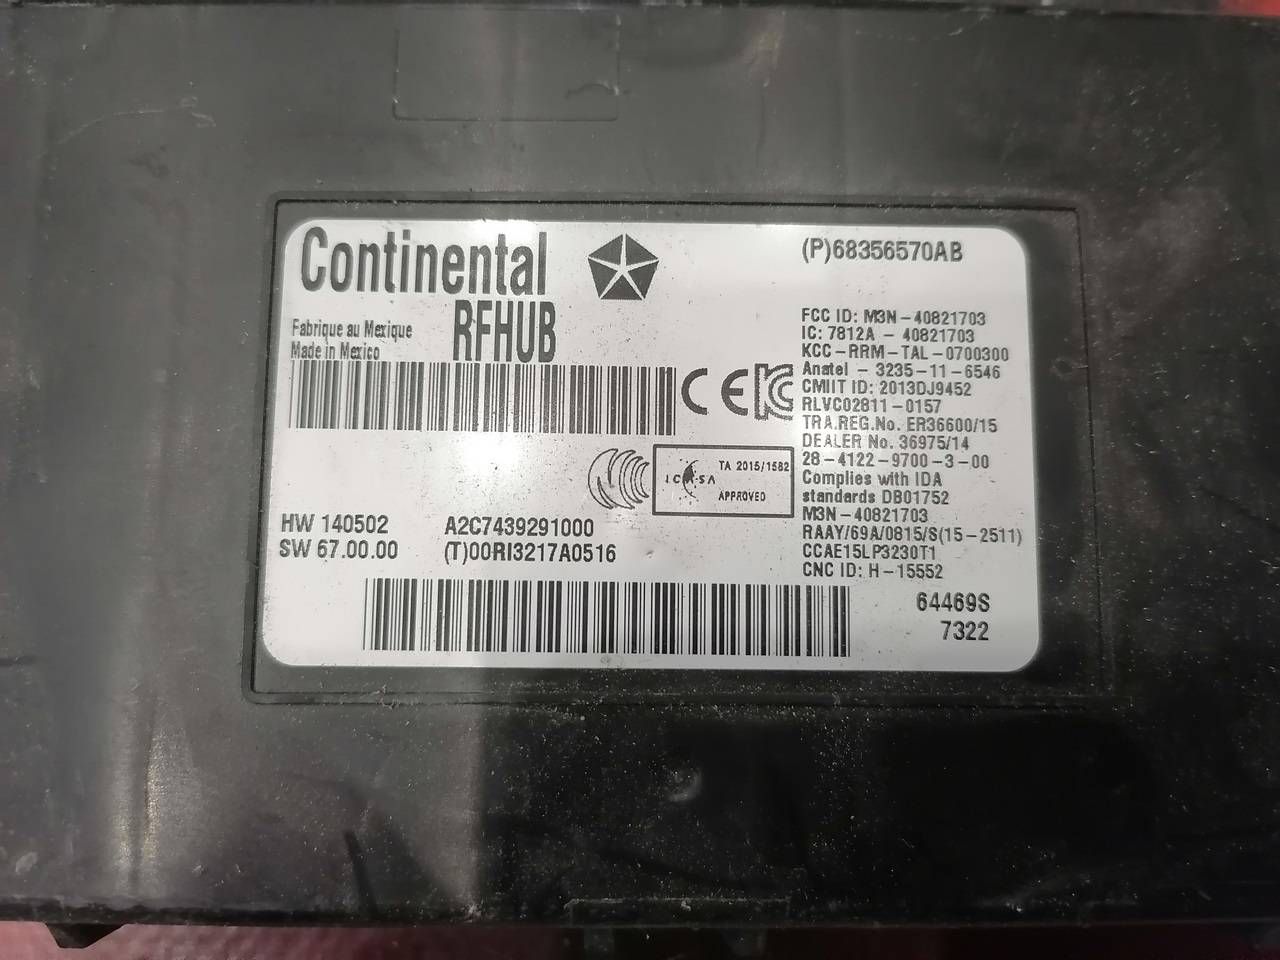 Continental
RFHUB
(P)68356570AB
Fabrique au Mexique
Made in Mexico
FCC ID: M3N-40821703
IC: 7812A - 40821703
KCC-RRM-TAL-0700300
Anatel - 3235-11-6546
CMIIT ID: 2013DJ9452
RLVC02811-0157
TRA.REG.No. ER36600/15
DEALER No. 36975/14
28-4122-9700-3-00
Complies with IDA
standards DB01752
M3N-40821703
RAAY/69A/0815/S(15-2511)
CCAE15LP3230T1
CNC ID: H-15552
CE
ICASA
TA 2015/1582
APPROVED
HW 140502
A2C7439291000
SW 67.00.00
(T)00RI3217A0516
64469S
7322